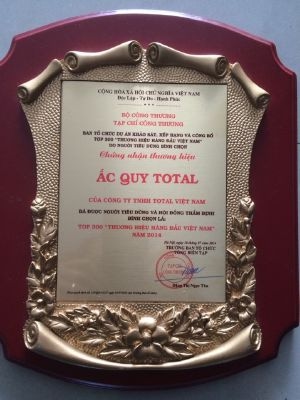 CỘNG HÒA XÃ HỘI CHỦ NGHĨA VIỆT NAM
Độc Lập - Tự Do - Hạnh Phúc
BỘ CÔNG THƯƠNG
TẠP CHÍ CÔNG THƯƠNG
BAN TỔ CHỨC DỰ ÁN KHẢO SÁT, XẾP HẠNG VÀ CÔNG BỐ
TOP 300 "THƯƠNG HIỆU HÀNG ĐẦU VIỆT NAM"
DO NGƯỜI TIÊU DÙNG BÌNH CHỌN
Chứng nhận thương hiệu
ẮC QUY TOTAL
CỦA CÔNG TY TNHH TOTAL VIỆT NAM
ĐÃ ĐƯỢC NGƯỜI TIÊU DÙNG VÀ HỘI ĐỒNG THẨM ĐỊNH
BÌNH CHỌN LÀ:
TOP 300 "THƯƠNG HIỆU HÀNG ĐẦU VIỆT NAM"
NĂM 2014
TRƯỞNG BAN TỔ CHỨC
TỔNG BIÊN TẬP
TẠP CHÍ
CÔNG THƯƠNG